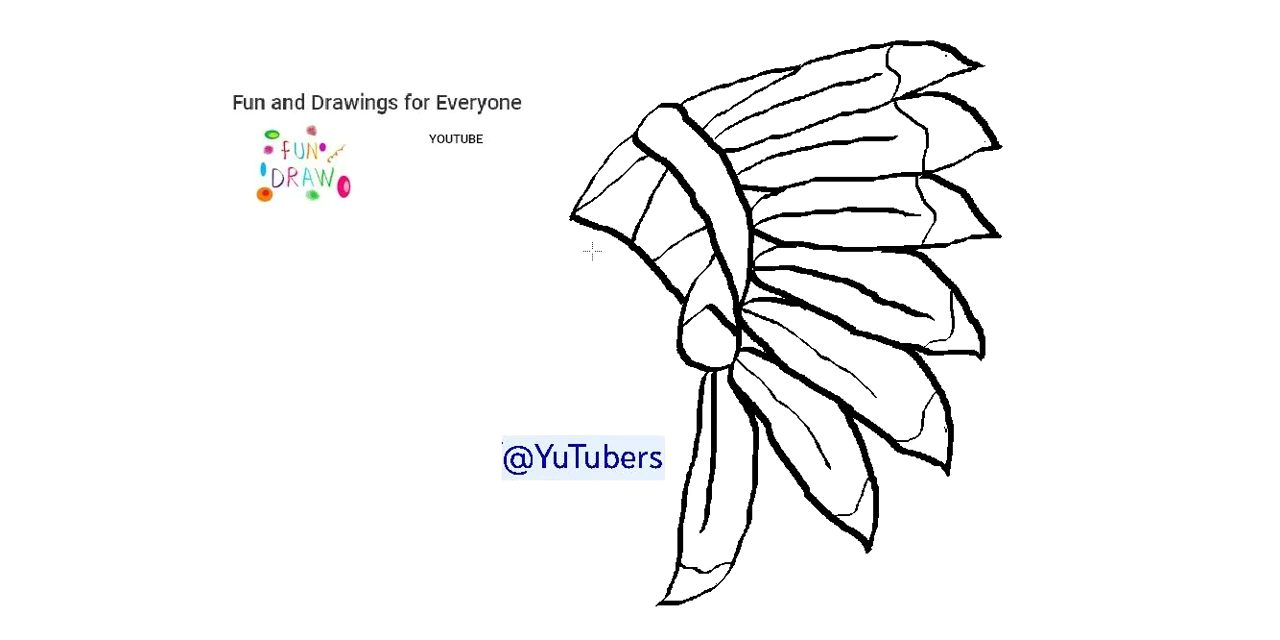 Fun and Drawings for Everyone
YOUTUBE
FUN
DRAW
@YuTubers